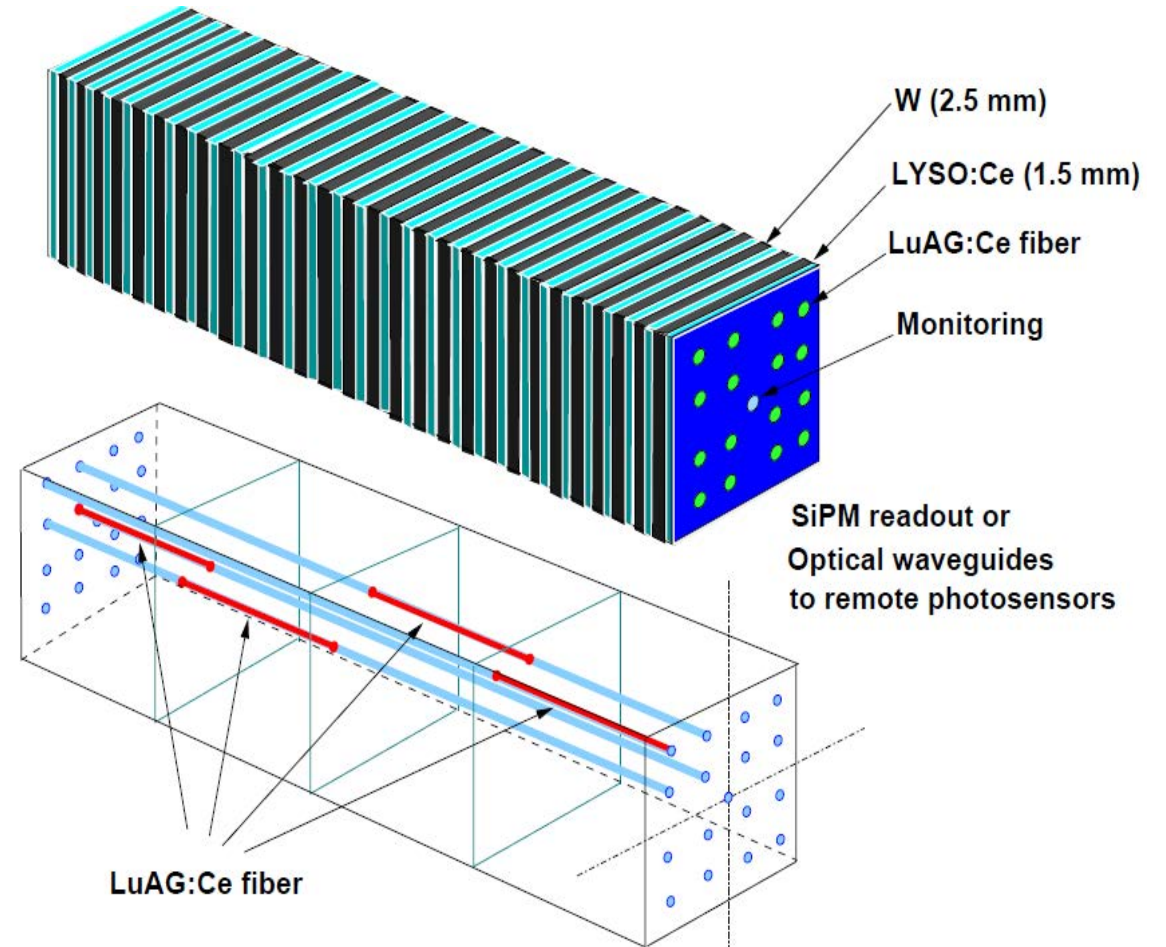 W (2.5 mm)
LYSO:Ce (1.5 mm)
LuAG:Ce fiber
Monitoring
SiPM readout or
Optical waveguides
to remote photosensors
LuAG:Ce fiber